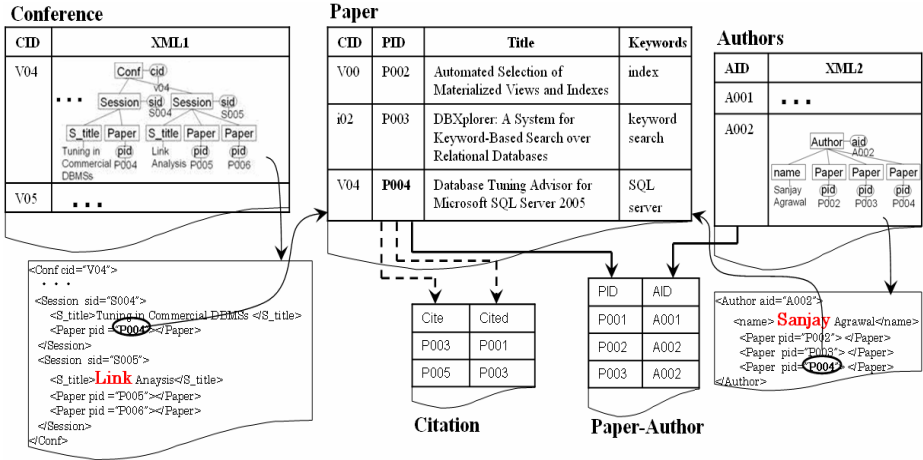 Conference
CID XML1
V04
Conf cid
v04
. . .
Session sid Session sid
S004 S005
S_title Paper S_title Paper Paper
Tuning in pid Link pid pid
Commercial P004 Analysis P005 P006
DBMSs
V05 . . .
Paper
CID PID Title Keywords
V00 P002 Automated Selection of index
Materialized Views and Indexes
i02 P003 DBXplorer: A System for keyword
Keyword-Based Search over search
Relational Databases
V04 P004 Database Tuning Advisor for SQL
Microsoft SQL Server 2005 server
Authors
AID XML2
A001 . . .
A002
Author aid
A002
name Paper Paper Paper
Sanjay pid pid pid
Agrawal P002 P003 P004
<Conf cid="V04">
. . .
<Session sid="S004">
<S_title>Tuning in Commercial DBMSs </S_title>
<Paper pid ="P004"></Paper>
</Session>
<Session sid="S005">
<S_title>Link Anaysis</S_title>
<Paper pid ="P005"></Paper>
<Paper pid ="P006"></Paper>
</Session>
</Conf>
Cite Cited
P003 P001
P005 P003
Citation
PID AID
P001 A001
P002 A002
P003 A002
Paper-Author
<Author aid="A002">
<name> Sanjay Agrawal</name>
<Paper pid="P002"> </Paper>
<Paper pid="P003"> </Paper>
<Paper pid="P004"> </Paper>
</Author>